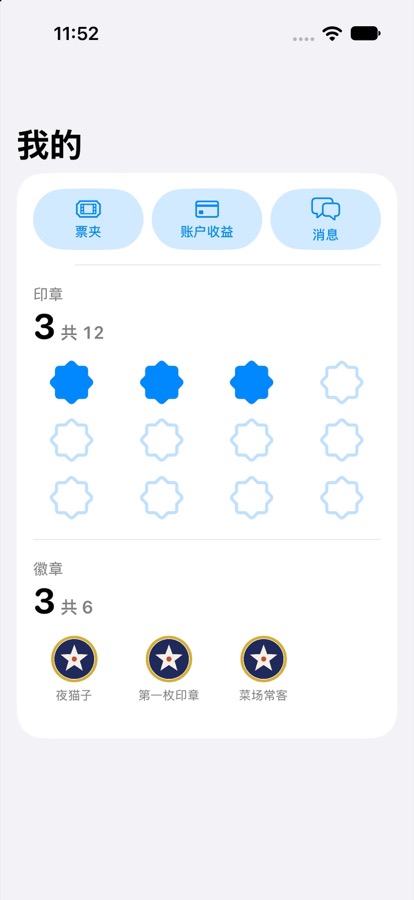 11:52
我的
票夹 账户收益 消息
印章
3 共 12
徽章
3 共 6
夜猫子 第一枚印章 菜场常客